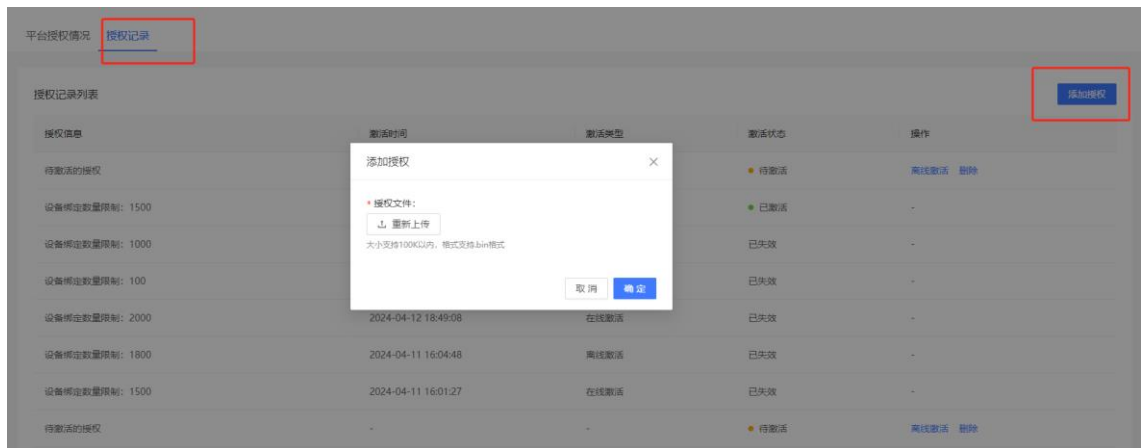 平台授权情况 授权记录
授权记录列表 添加授权
授权信息 激活时间 激活类型 激活状态 操作
添加授权
待激活的授权 待激活 离线激活 删除
* 授权文件：
设备绑定数量限制：1500 已激活 -
重新上传
大小支持100K以内，格式支持.bin格式
设备绑定数量限制：1000 已失效 -
设备绑定数量限制：100 已失效 -
取消 确定
设备绑定数量限制：2000 2024-04-12 18:49:08 在线激活 已失效 -
设备绑定数量限制：1800 2024-04-11 16:04:48 离线激活 已失效 -
设备绑定数量限制：1500 2024-04-11 16:01:27 在线激活 已失效 -
待激活的授权 - - 待激活 离线激活 删除